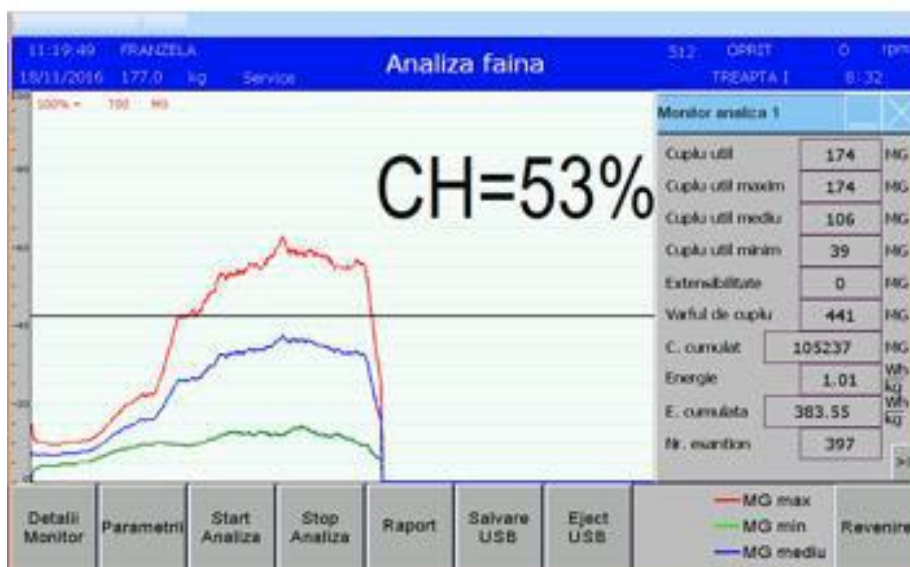 11:19:49 FRANZELA
18/11/2016 177.0 kg Service
Analiza faina
512 OPRIT 0 rpm
TREAPTA I 8:32
100% = 700 MG
CH=53%
Monitor analiza 1
Cuplu util 174 MG
Cuplu util maxim 174 MG
Cuplu util mediu 106 MG
Cuplu util minim 39 MG
Extensibilitate 0 MG
Varful de cuplu 441 MG
C. cumulat 105237 MG
Energie 1.01 Wh kg
E. cumulata 383.55 Wh kg
Nr. esantion 397
Detalii Monitor
Parametrii
Start Analiza
Stop Analiza
Raport
Salvare USB
Eject USB
MG max
MG min
MG mediu
Revenire